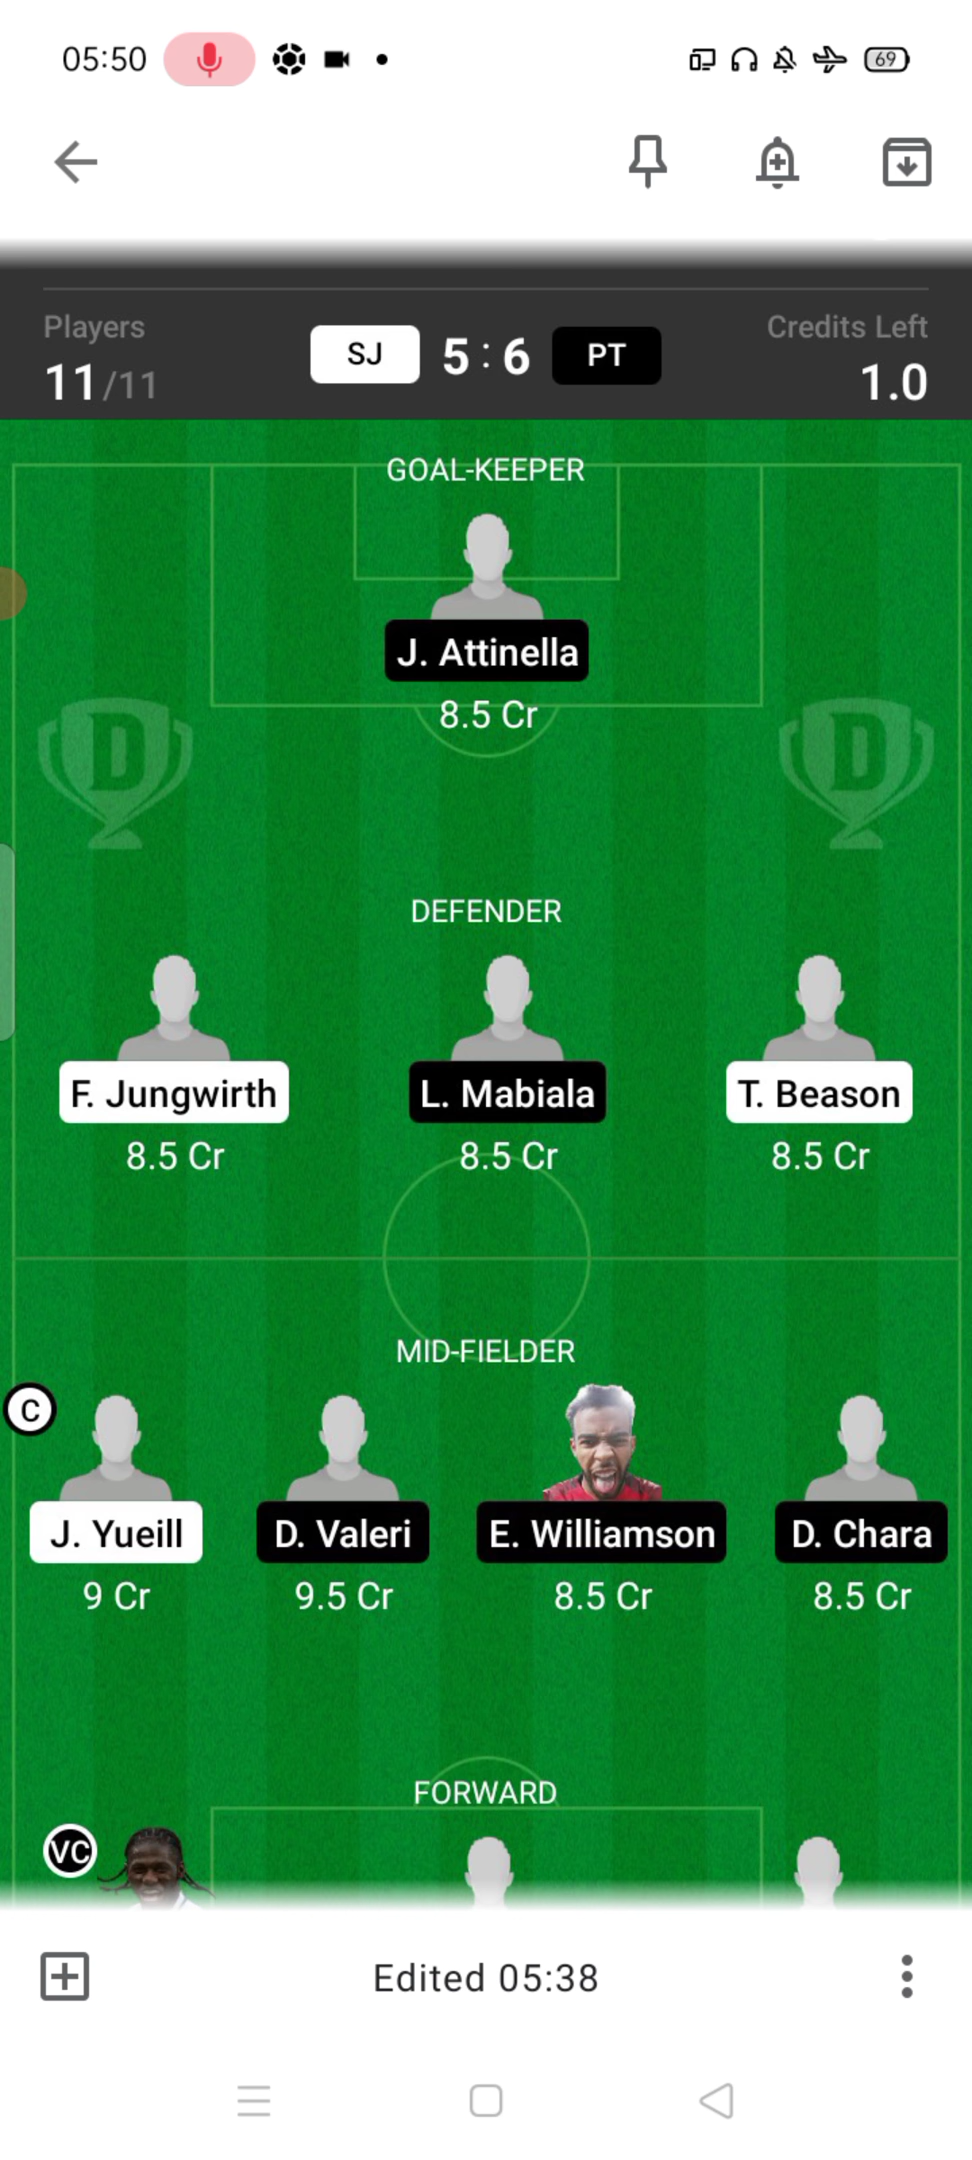 05:50 69
Players Credits Left
SJ 5 : 6 PT
11/11 1.0
GOAL-KEEPER
J. Attinella
8.5 Cr
D D
DEFENDER
F. Jungwirth L. Mabiala T. Beason
8.5 Cr 8.5 Cr 8.5 Cr
MID-FIELDER
C
J. Yueill D. Valeri E. Williamson D. Chara
9 Cr 9.5 Cr 8.5 Cr 8.5 Cr
FORWARD
VC
Edited 05:38